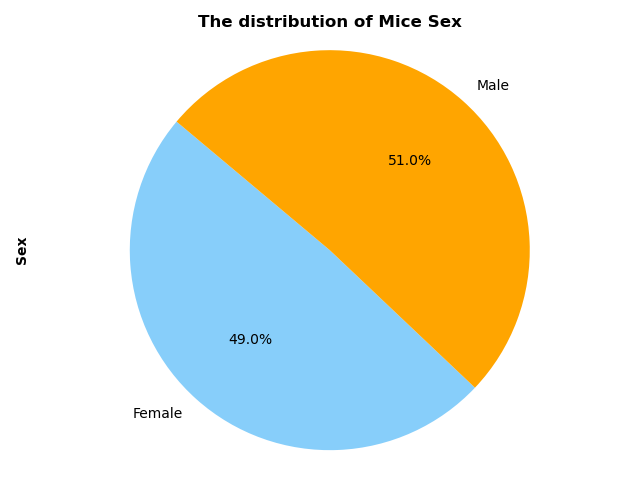 The distribution of Mice Sex
Male
51.0%
Sex
49.0%
Female